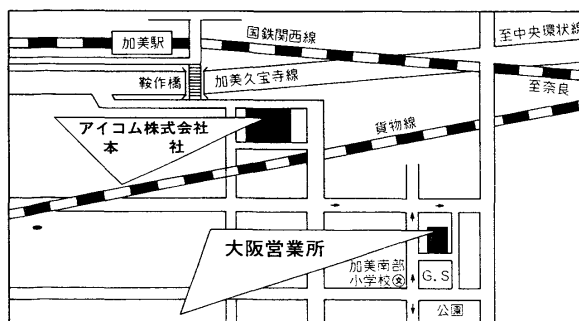 加美駅
国鉄関西線
至中央環状線
鞍作橋
加美久宝寺線
至奈良
アイコム株式会社
本 社
貨物線
大阪営業所
加美南部
小学校文
G.S
公園